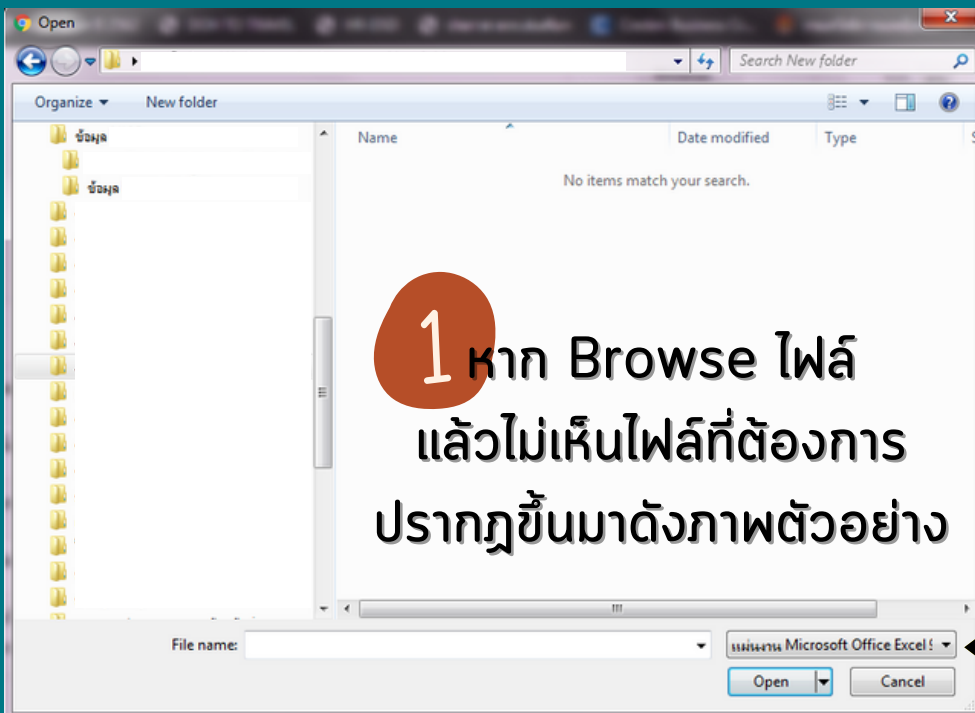 Open
Search New folder
Organize
New folder
ข้อมูล
ข้อมูล
Name
Date modified
Type
No items match your search.
1 หาก Browse ไฟล์
แล้วไม่เห็นไฟล์ที่ต้องการ
ปรากฎขึ้นมาดังภาพตัวอย่าง
File name:
แผ่นงาน Microsoft Office Excel 9
Open
Cancel